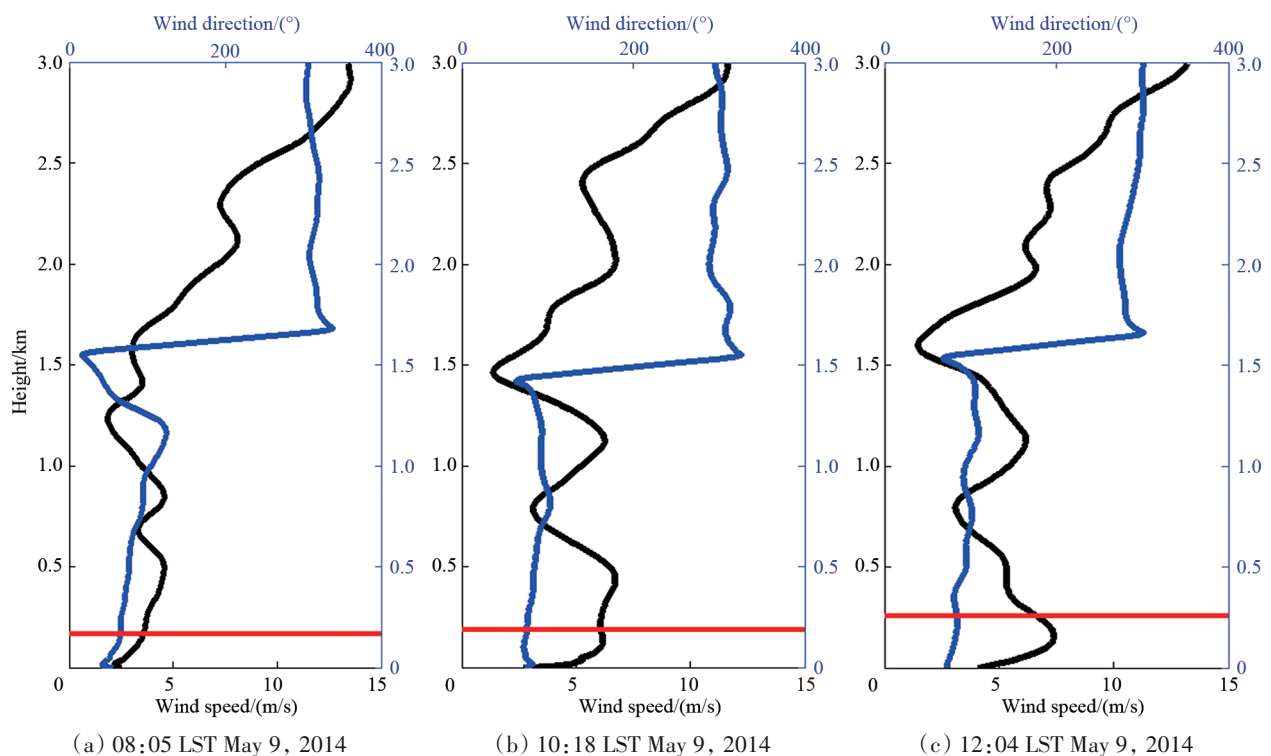 Wind direction/(°)
0 200 400
3.0 3.0
2.5 2.5
2.0 2.0
1.5 1.5
1.0 1.0
0.5 0.5
0
Height/km
0 5 10 15
Wind speed/(m/s)
(a) 08:05 LST May 9, 2014
Wind direction/(°)
0 200 400
3.0 3.0
2.5 2.5
2.0 2.0
1.5 1.5
1.0 1.0
0.5 0.5
0
0 5 10 15
Wind speed/(m/s)
(b) 10:18 LST May 9, 2014
Wind direction/(°)
0 200 400
3.0 3.0
2.5 2.5
2.0 2.0
1.5 1.5
1.0 1.0
0.5 0.5
0
0 5 10 15
Wind speed/(m/s)
(c) 12:04 LST May 9, 2014